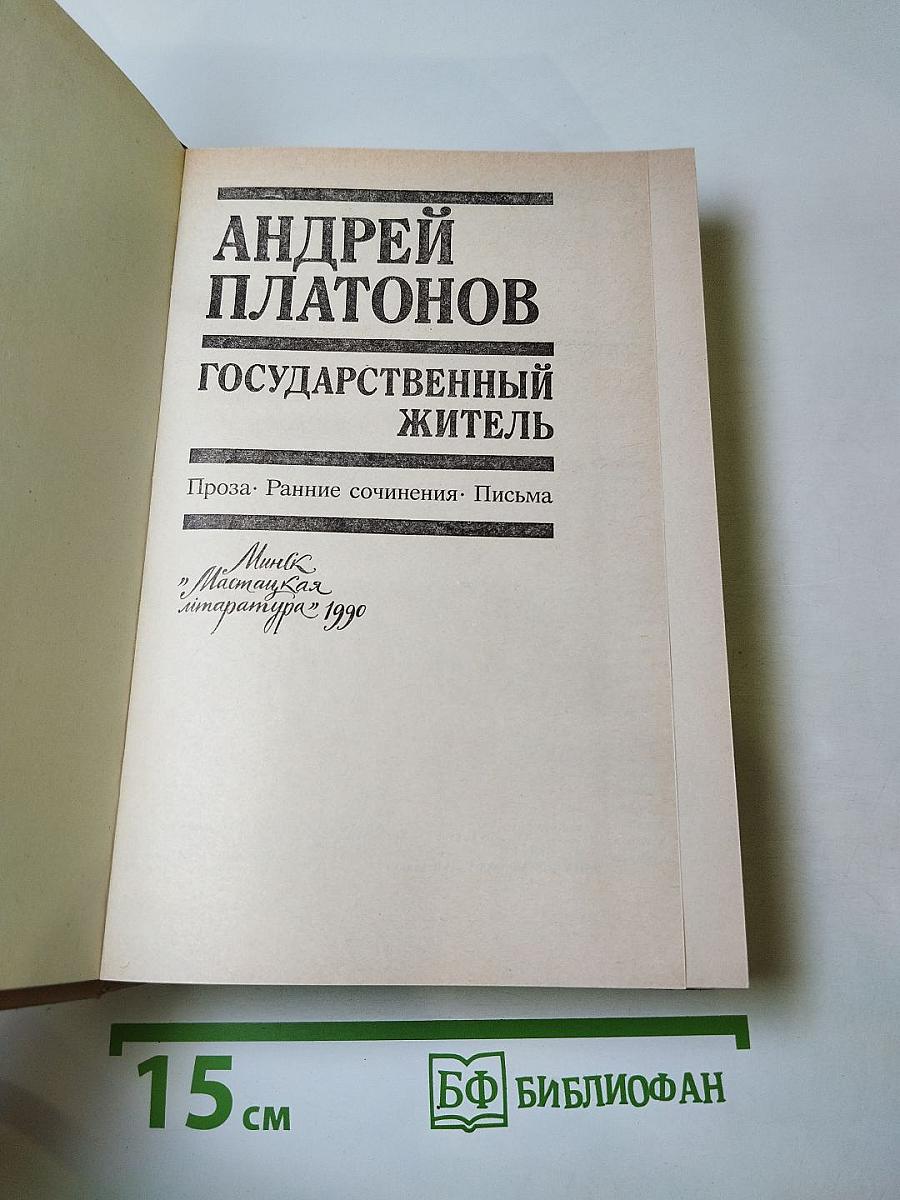 АНДРЕЙ
ПЛАТОНОВ
ГОСУДАРСТВЕННЫЙ
ЖИТЕЛЬ
Проза· Ранние сочинения· Письма
Минск
„Мастацкая
літаратура” 1990
15 см
БФ БИБЛИОФАН